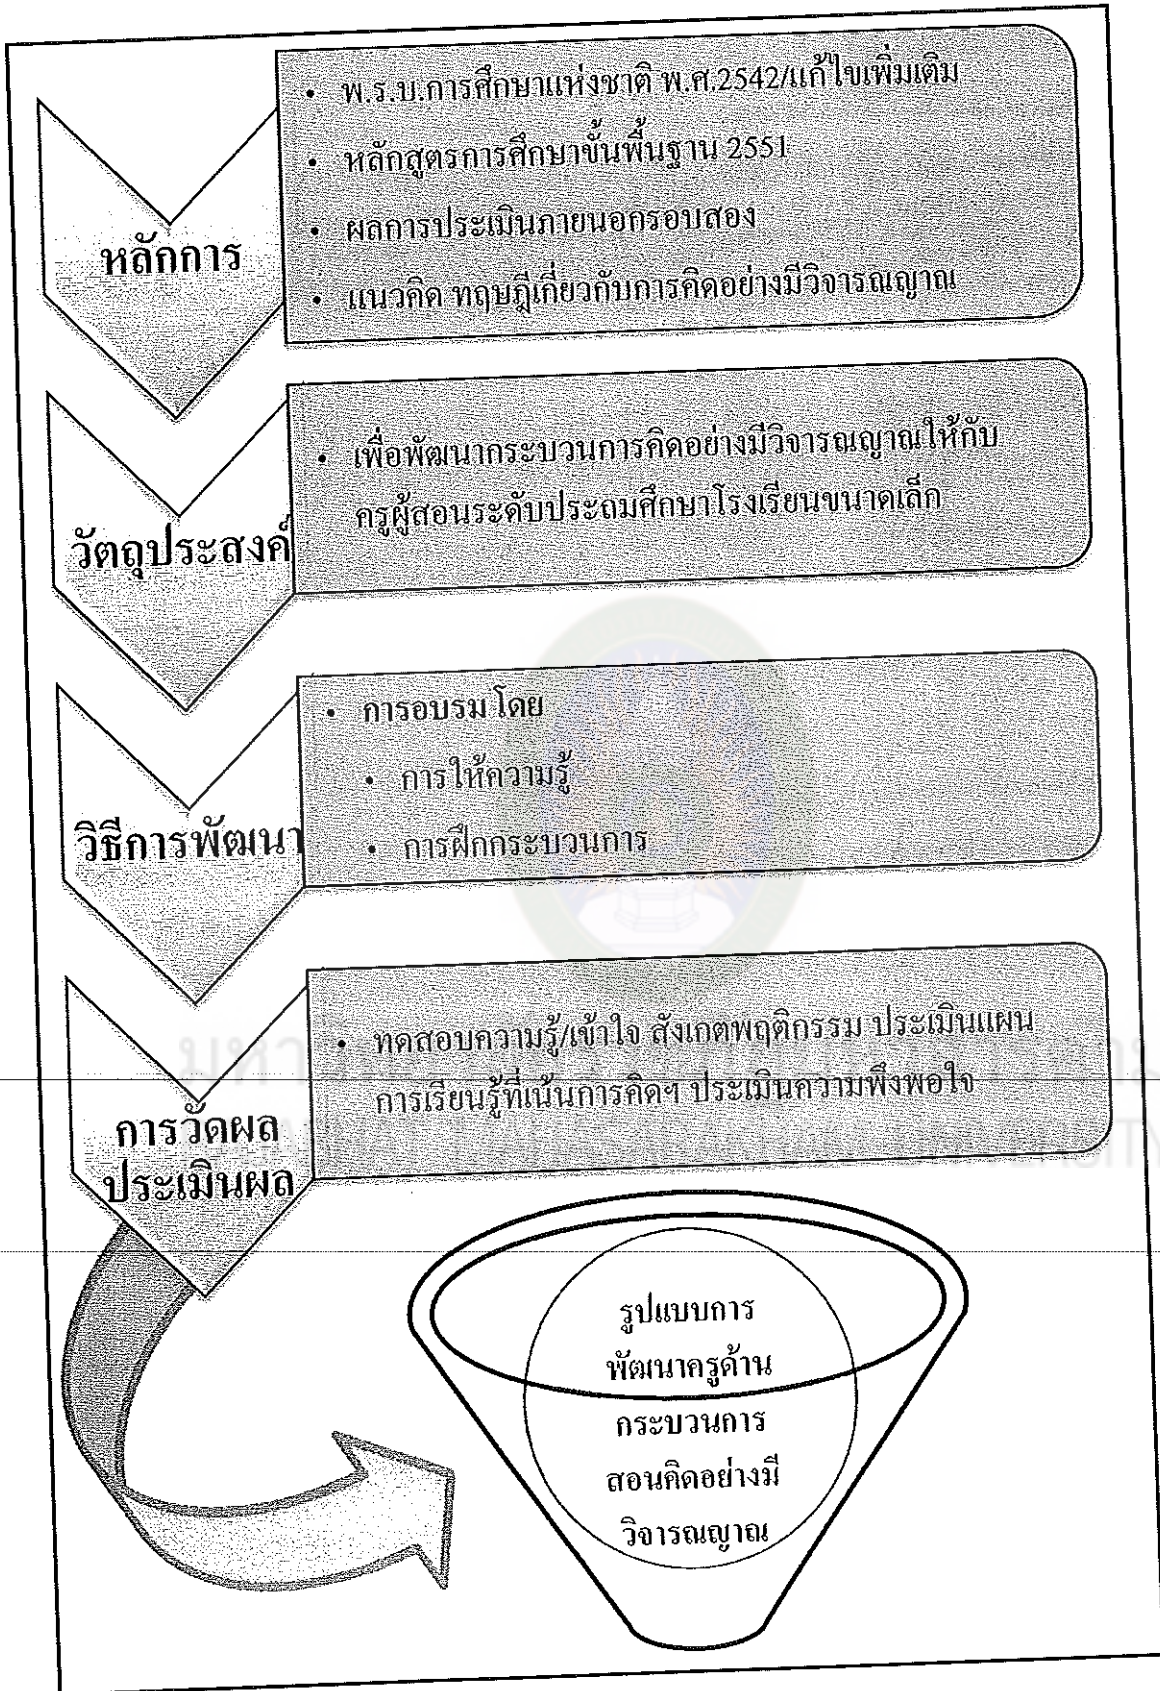 หลักการ
• พ.ร.บ.การศึกษาแห่งชาติ พ.ศ.2542/แก้ไขเพิ่มเติม
• หลักสูตรการศึกษาขั้นพื้นฐาน 2551
• ผลการประเมินภายนอกรอบสอง
• แนวคิด ทฤษฎีเกี่ยวกับการคิดอย่างมีวิจารณญาณ
วัตถุประสงค์
• เพื่อพัฒนากระบวนการคิดอย่างมีวิจารณญาณให้กับ
ครูผู้สอนระดับประถมศึกษาโรงเรียนขนาดเล็ก
วิธีการพัฒนา
• การอบรมโดย
• การให้ความรู้
• การฝึกกระบวนการ
การวัดผล
ประเมินผล
• ทดสอบความรู้/เข้าใจ สังเกตพฤติกรรม ประเมินแผน
การเรียนรู้ที่เน้นการคิดฯ ประเมินความพึงพอใจ
รูปแบบการ
พัฒนาครูด้าน
กระบวนการ
สอนคิดอย่างมี
วิจารณญาณ